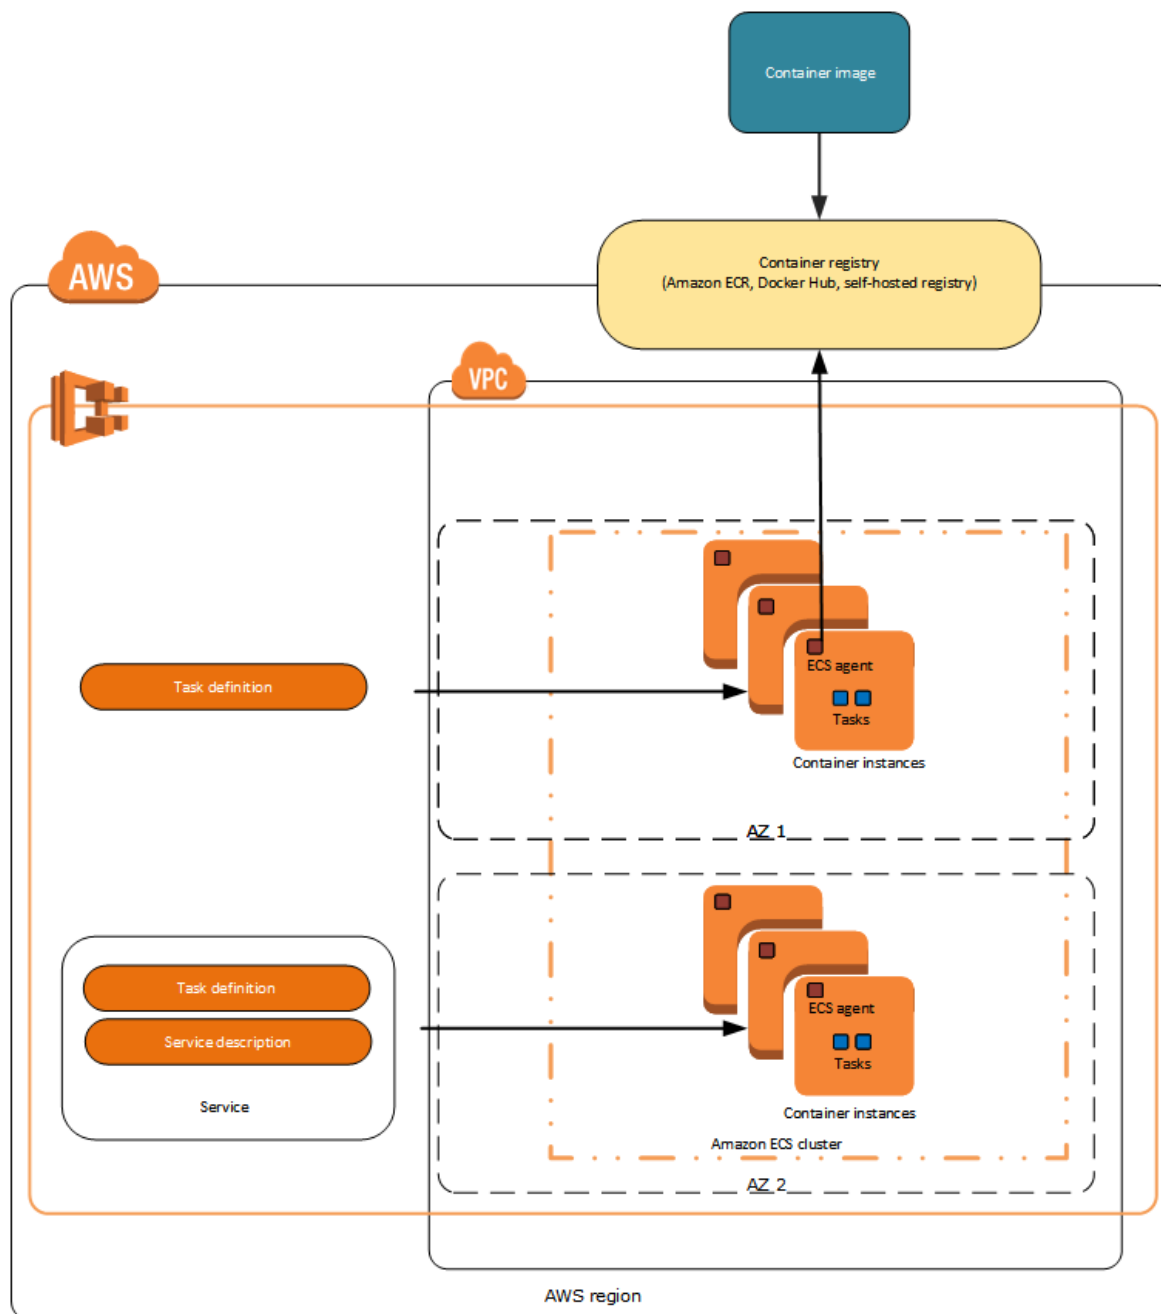 Container image
Container registry
(Amazon ECR, Docker Hub, self-hosted registry)
AWS
VPC
ECS agent
Tasks
Container instances
Task definition
AZ 1
Task definition
Service description
Service
ECS agent
Tasks
Container instances
Amazon ECS cluster
AZ 2
AWS region